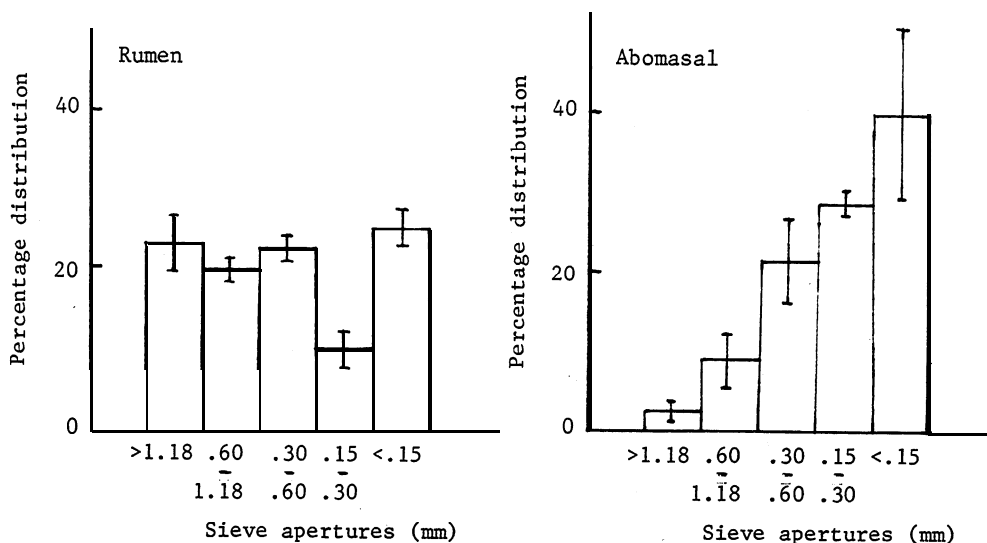 Rumen
Percentage distribution
40
20
0
>1.18 .60 .30 .15 <.15
- - -
1.18 .60 .30
Sieve apertures (mm)
Abomasal
Percentage distribution
40
20
0
>1.18 .60 .30 .15 <.15
- - -
1.18 .60 .30
Sieve apertures (mm)